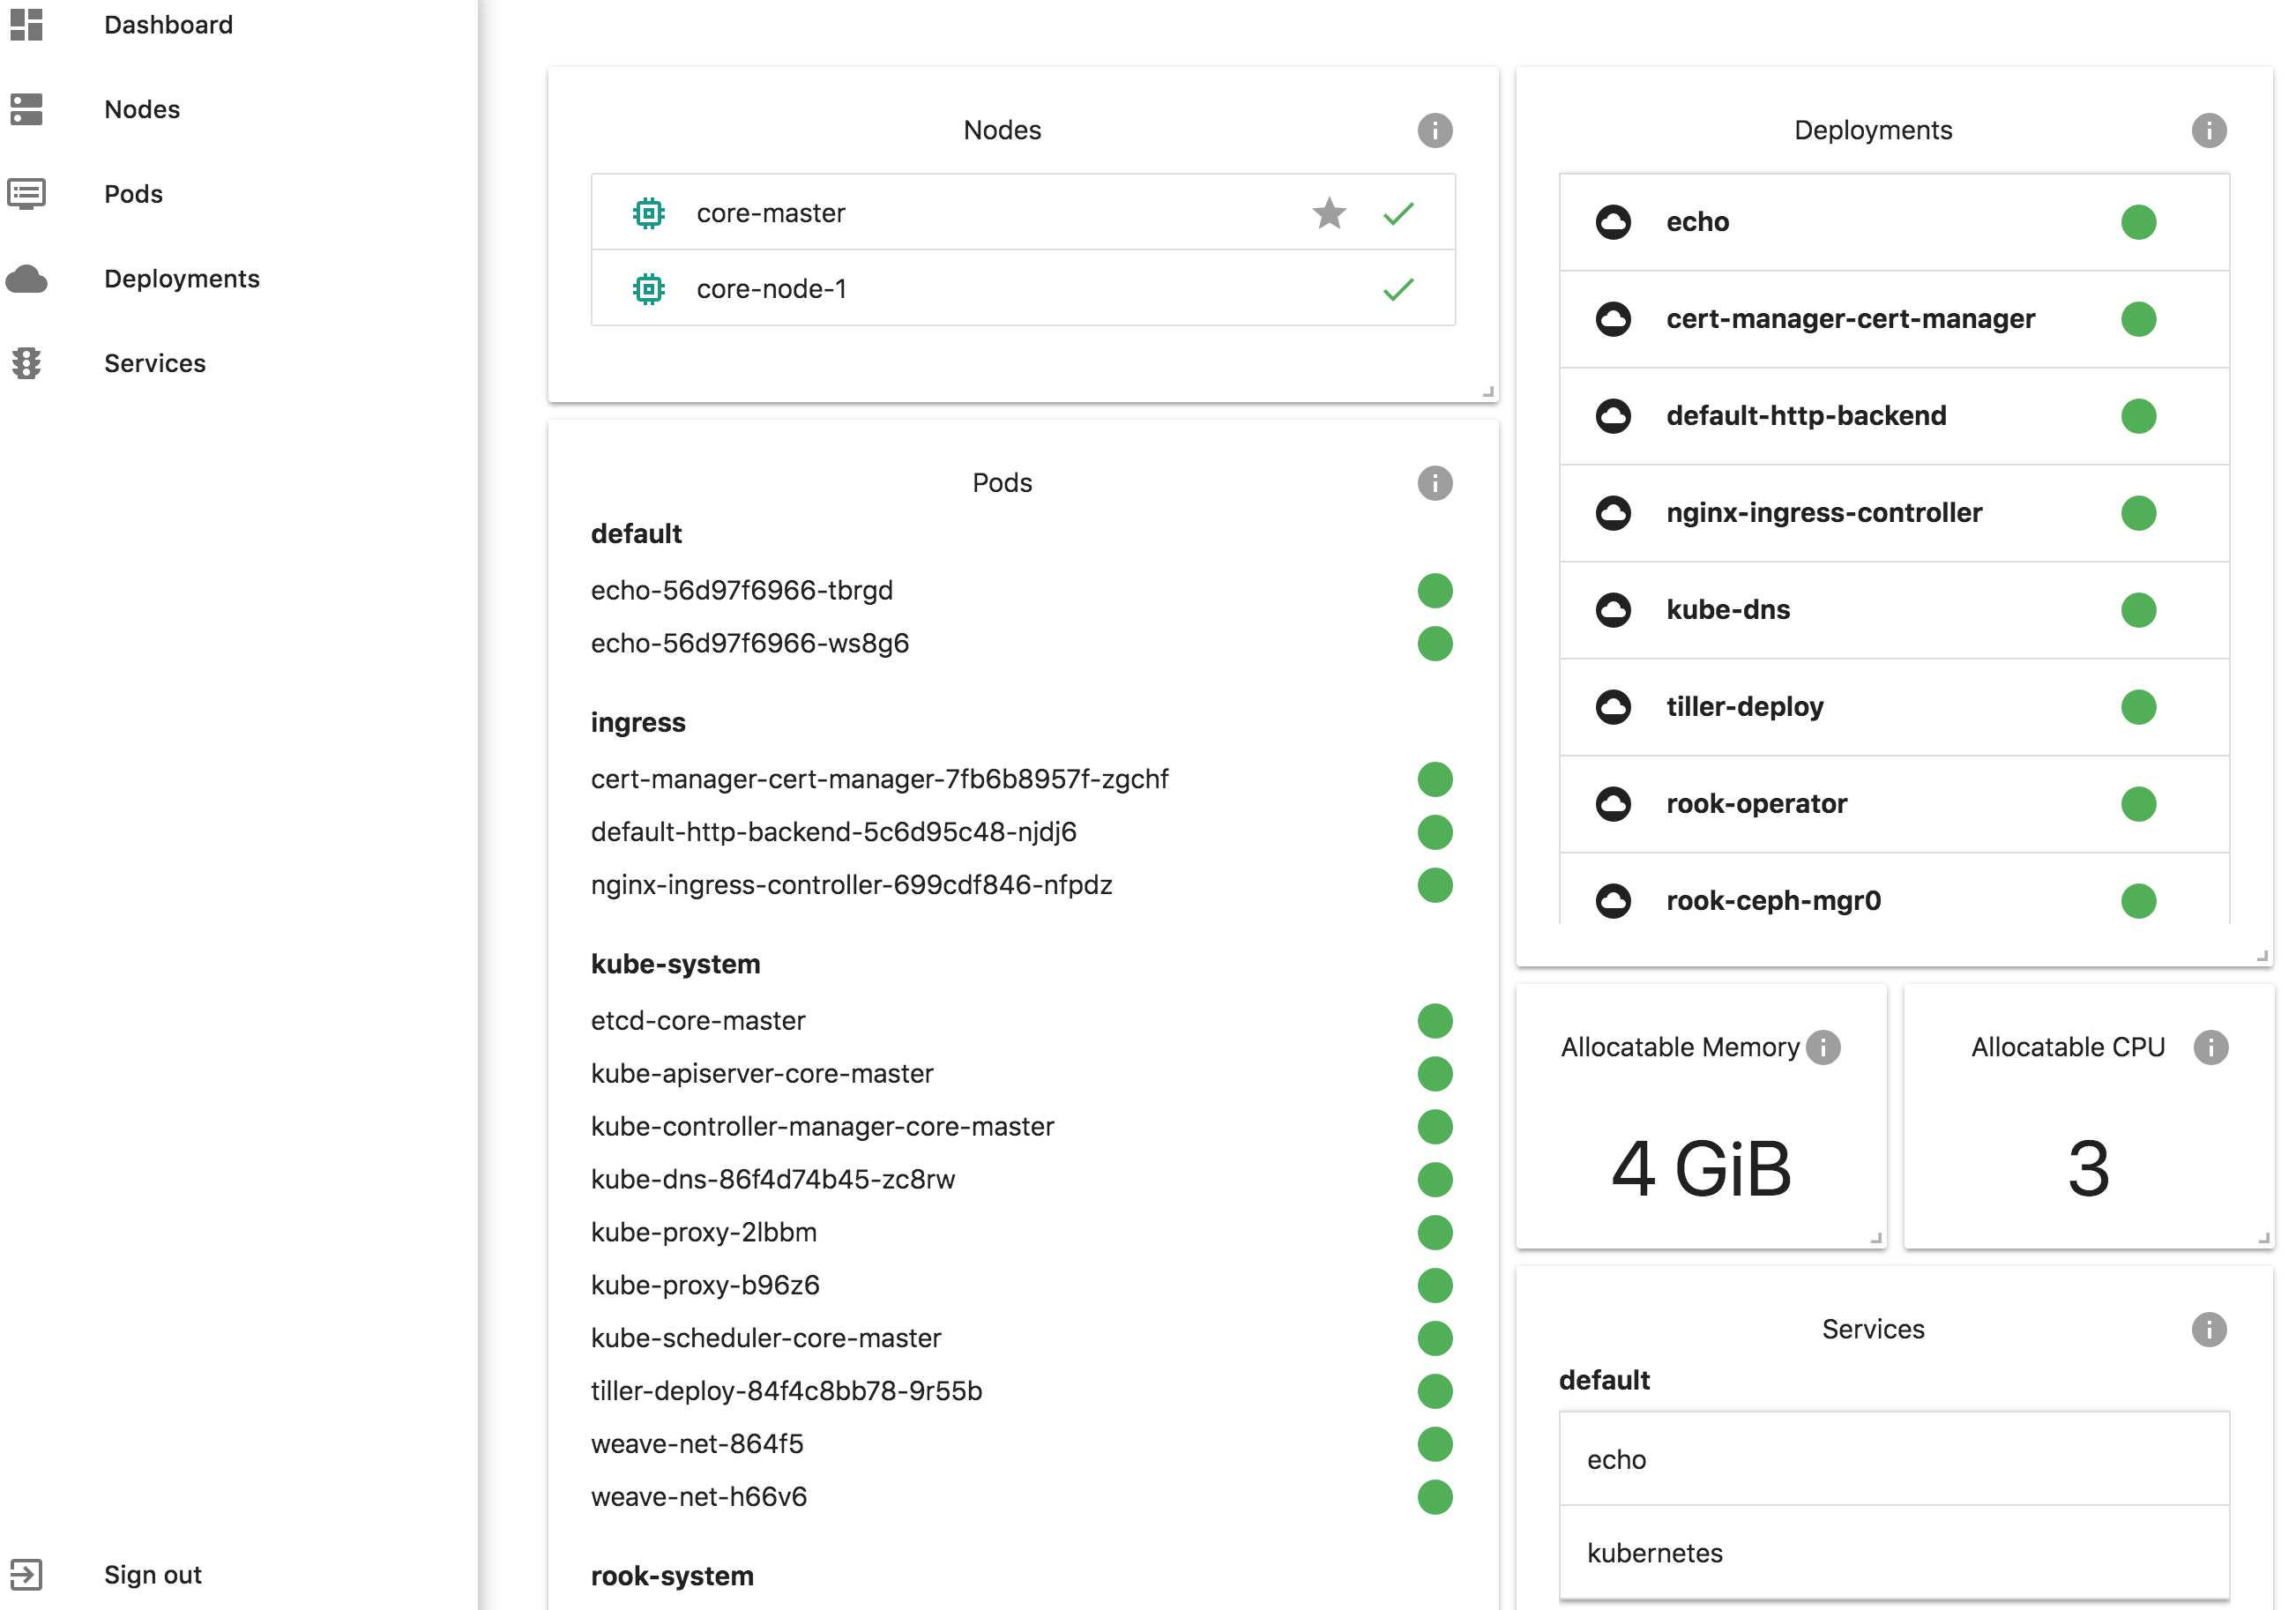 Dashboard
Nodes
Pods
Deployments
Services
Sign out
Nodes
core-master
core-node-1
Pods
default
echo-56d97f6966-tbrgd
echo-56d97f6966-ws8g6
ingress
cert-manager-cert-manager-7fb6b8957f-zgchf
default-http-backend-5c6d95c48-njdj6
nginx-ingress-controller-699cdf846-nfpdz
kube-system
etcd-core-master
kube-apiserver-core-master
kube-controller-manager-core-master
kube-dns-86f4d74b45-zc8rw
kube-proxy-2lbbm
kube-proxy-b96z6
kube-scheduler-core-master
tiller-deploy-84f4c8bb78-9r55b
weave-net-864f5
weave-net-h66v6
rook-system
Deployments
echo
cert-manager-cert-manager
default-http-backend
nginx-ingress-controller
kube-dns
tiller-deploy
rook-operator
rook-ceph-mgr0
Allocatable Memory
4 GiB
Allocatable CPU
3
Services
default
echo
kubernetes